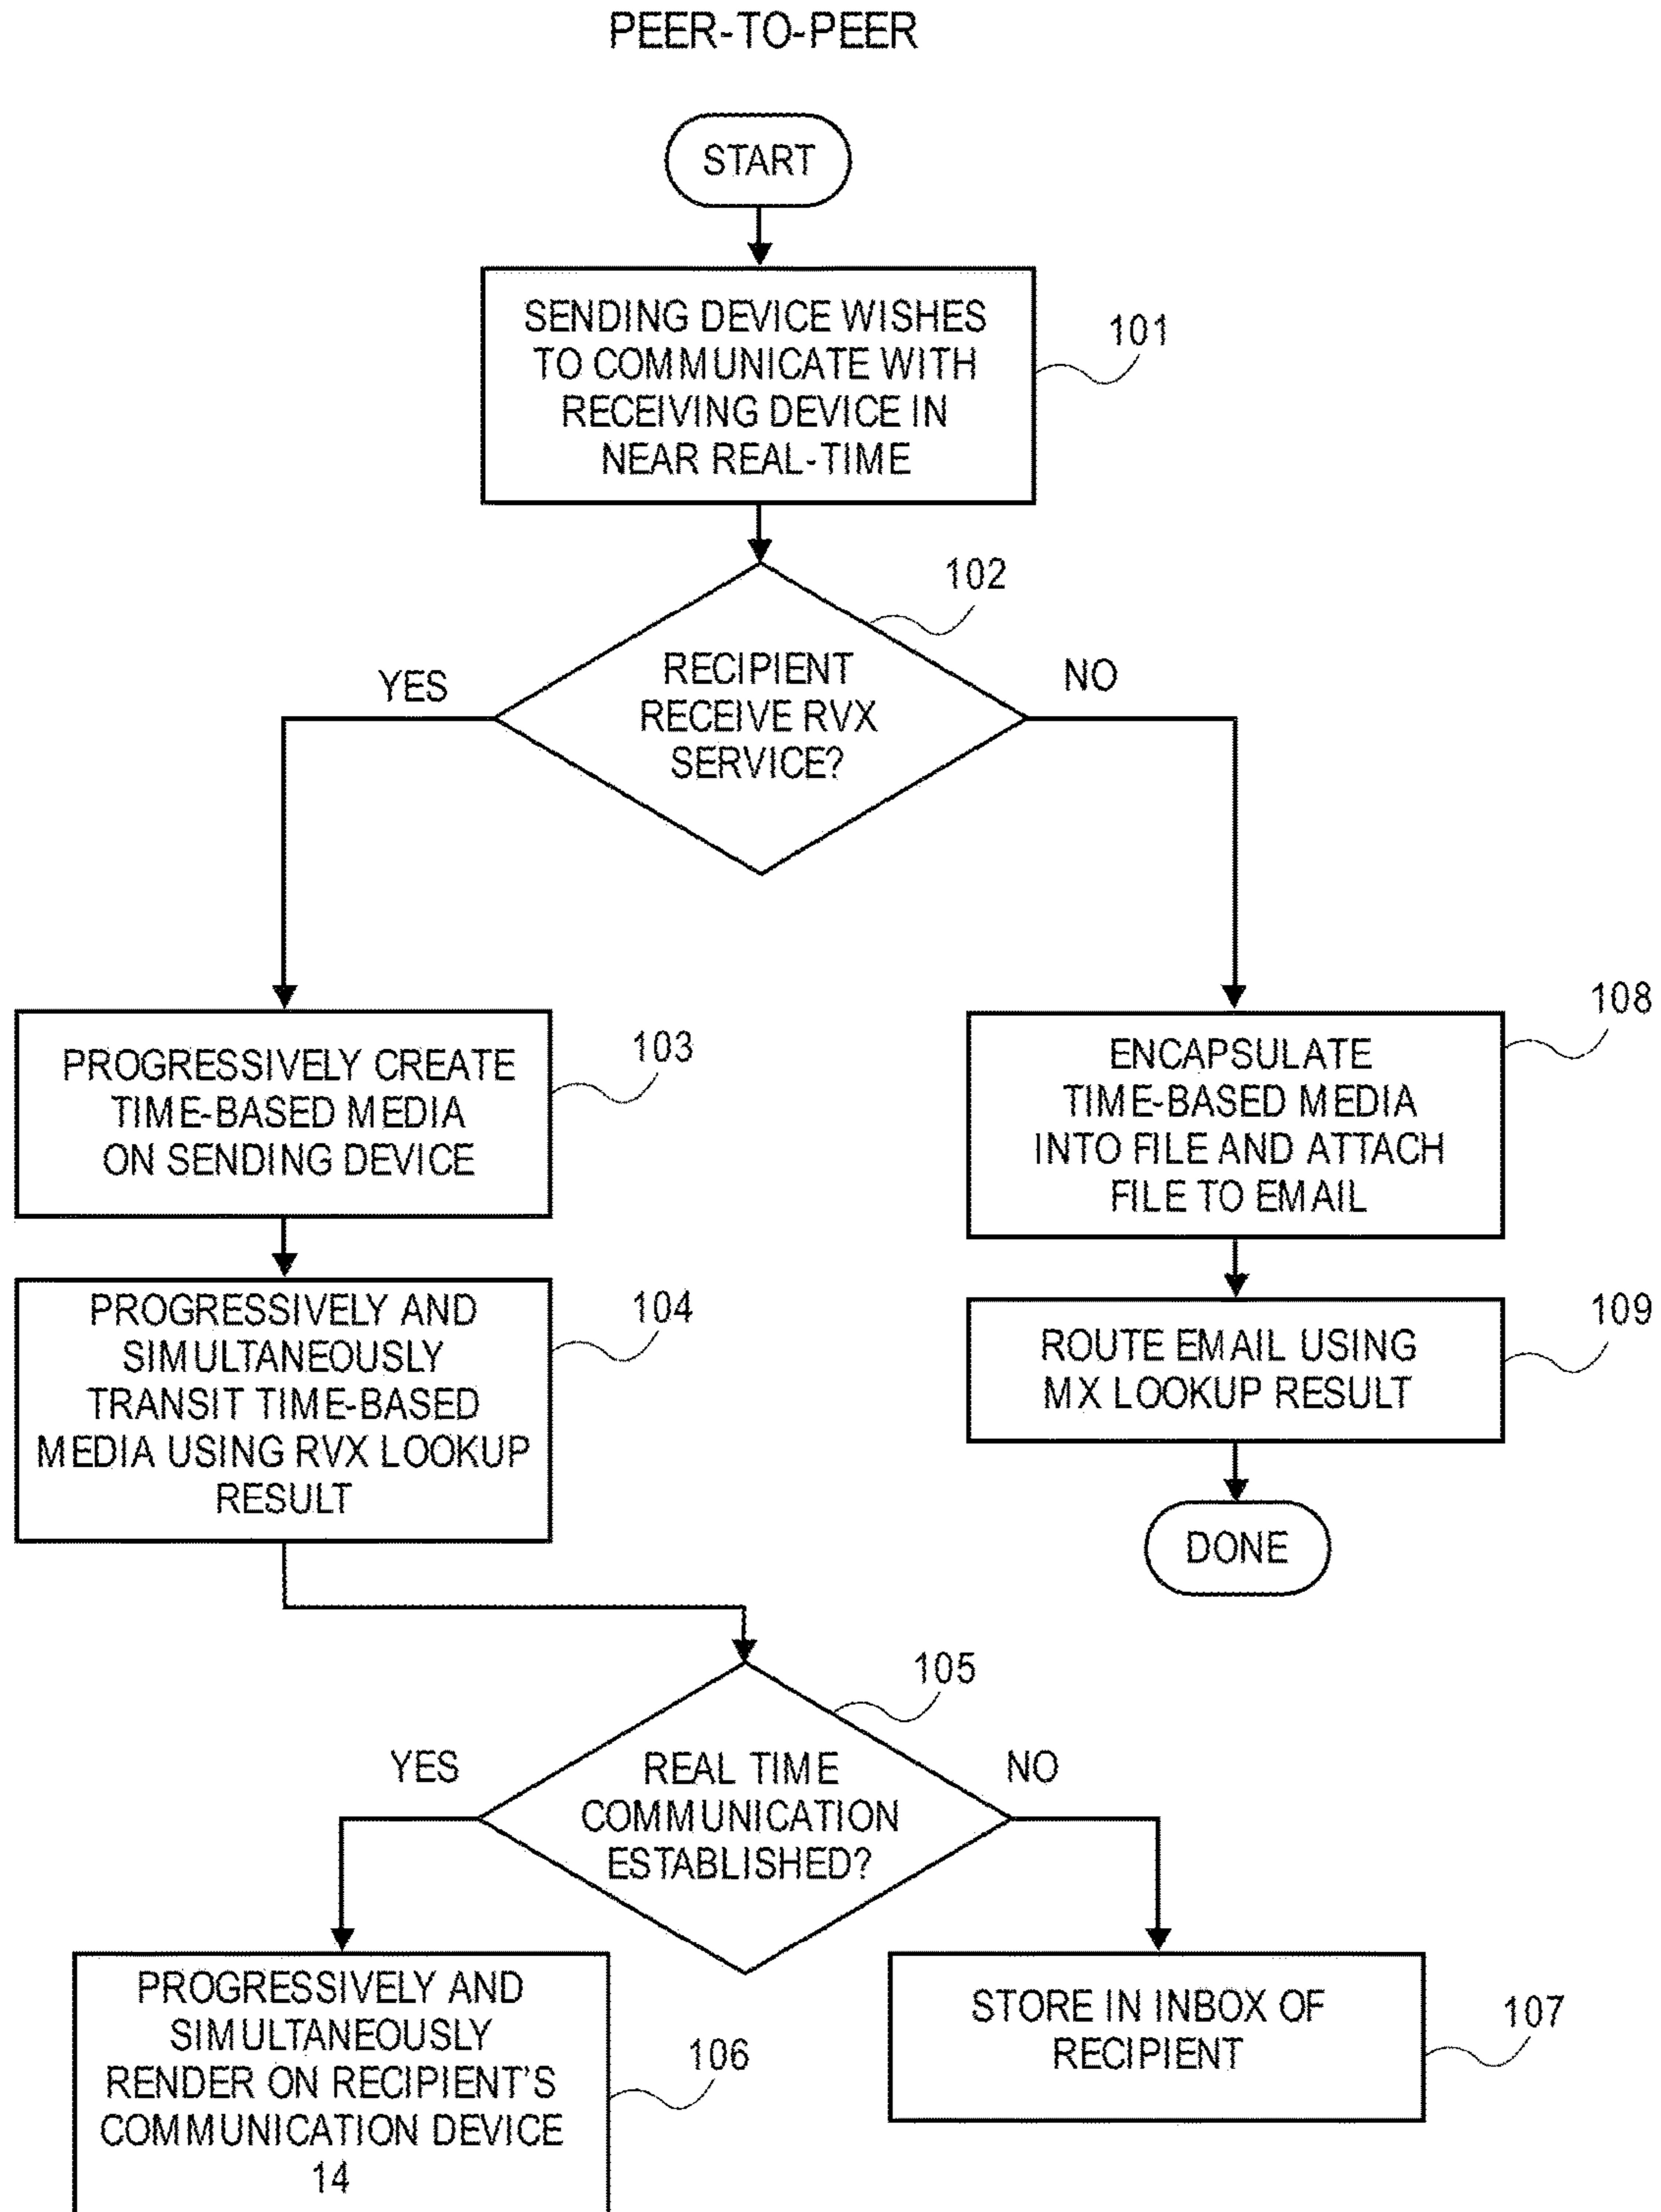 PEER-TO-PEER
START
SENDING DEVICE WISHES
TO COMMUNICATE WITH
RECEIVING DEVICE IN
NEAR REAL-TIME
101
102
RECIPIENT
RECEIVE RVX
SERVICE?
YES
NO
PROGRESSIVELY CREATE
TIME-BASED MEDIA
ON SENDING DEVICE
103
PROGRESSIVELY AND
SIMULTANEOUSLY
TRANSIT TIME-BASED
MEDIA USING RVX LOOKUP
RESULT
104
ENCAPSULATE
TIME-BASED MEDIA
INTO FILE AND ATTACH
FILE TO EMAIL
108
ROUTE EMAIL USING
MX LOOKUP RESULT
109
DONE
105
REAL TIME
COMMUNICATION
ESTABLISHED?
YES
NO
PROGRESSIVELY AND
SIMULTANEOUSLY
RENDER ON RECIPIENT'S
COMMUNICATION DEVICE
14
106
STORE IN INBOX OF
RECIPIENT
107